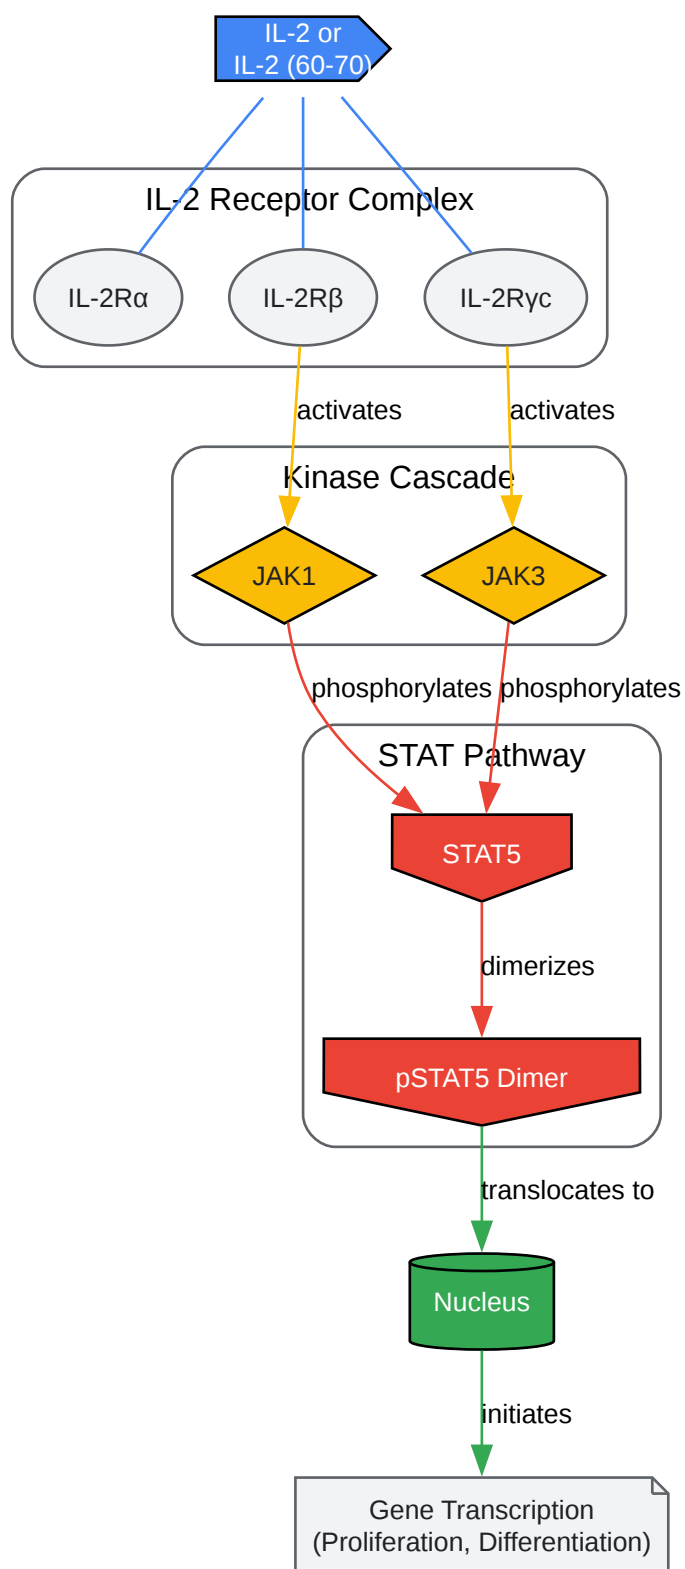 IL-2 or
IL-2 (60-70)
IL-2 Receptor Complex
IL-2Rα
IL-2Rβ
IL-2Rγc
activates
activates
Kinase Cascade
JAK1
JAK3
phosphorylates
phosphorylates
STAT Pathway
STAT5
dimerizes
pSTAT5 Dimer
translocates to
Nucleus
initiates
Gene Transcription
(Proliferation, Differentiation)